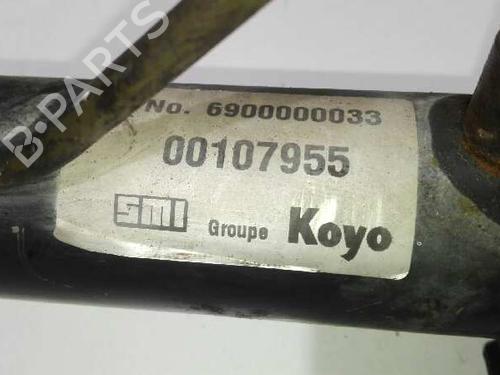 B-PARTS
No. 6900000033
00107955
SMI Groupe Koyo